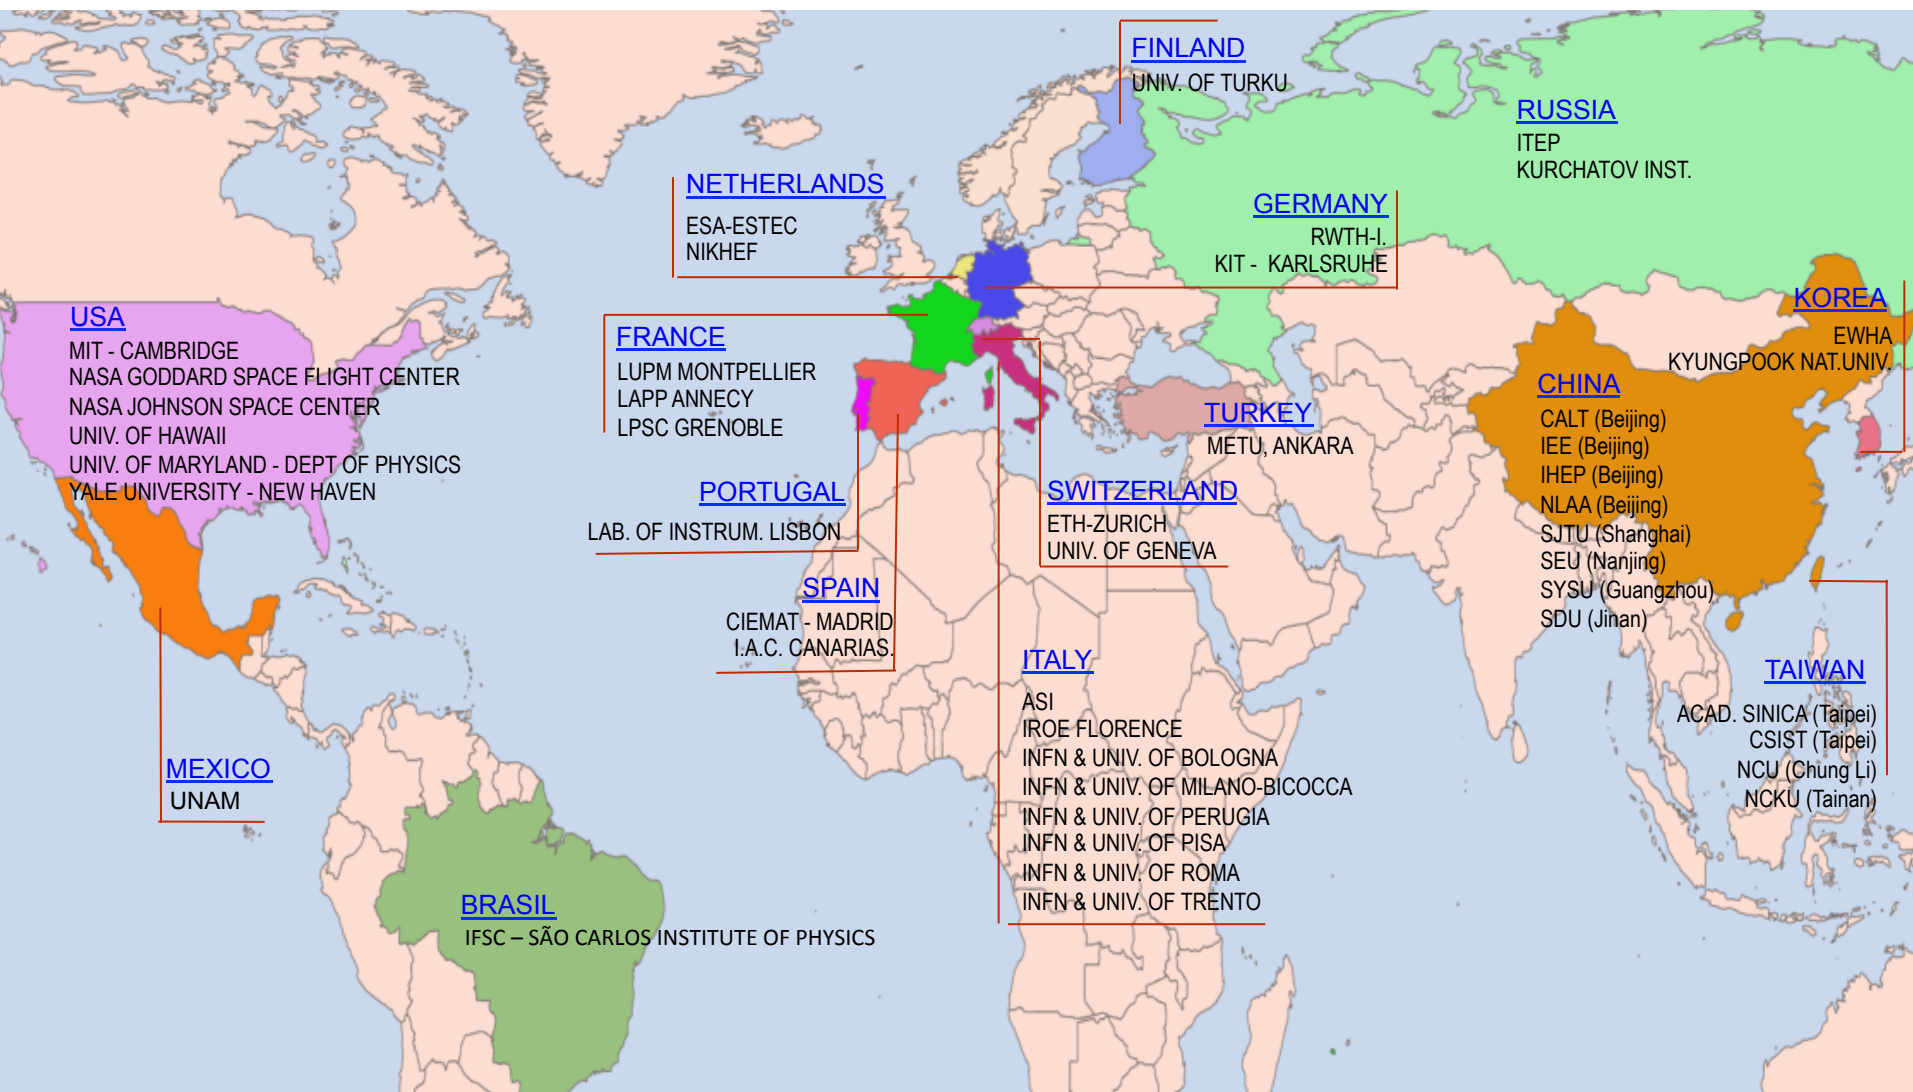 FINLAND
UNIV. OF TURKU
RUSSIA
ITEP
KURCHATOV INST.
NETHERLANDS
ESA-ESTEC
NIKHEF
GERMANY
RWTH-I.
KIT - KARLSRUHE
USA
MIT - CAMBRIDGE
NASA GODDARD SPACE FLIGHT CENTER
NASA JOHNSON SPACE CENTER
UNIV. OF HAWAII
UNIV. OF MARYLAND - DEPT OF PHYSICS
YALE UNIVERSITY - NEW HAVEN
FRANCE
LUPM MONTPELLIER
LAPP ANNECY
LPSC GRENOBLE
KOREA
EWHA
KYUNGPOOK NAT.UNIV.
CHINA
CALT (Beijing)
IEE (Beijing)
IHEP (Beijing)
NLAA (Beijing)
SJTU (Shanghai)
SEU (Nanjing)
SYSU (Guangzhou)
SDU (Jinan)
TURKEY
METU, ANKARA
PORTUGAL
LAB. OF INSTRUM. LISBON
SWITZERLAND
ETH-ZURICH
UNIV. OF GENEVA
SPAIN
CIEMAT - MADRID
I.A.C. CANARIAS.
ITALY
ASI
IROE FLORENCE
INFN & UNIV. OF BOLOGNA
INFN & UNIV. OF MILANO-BICOCCA
INFN & UNIV. OF PERUGIA
INFN & UNIV. OF PISA
INFN & UNIV. OF ROMA
INFN & UNIV. OF TRENTO
TAIWAN
ACAD. SINICA (Taipei)
CSIST (Taipei)
NCU (Chung Li)
NCKU (Tainan)
MEXICO
UNAM
BRASIL
IFSC – SÃO CARLOS INSTITUTE OF PHYSICS